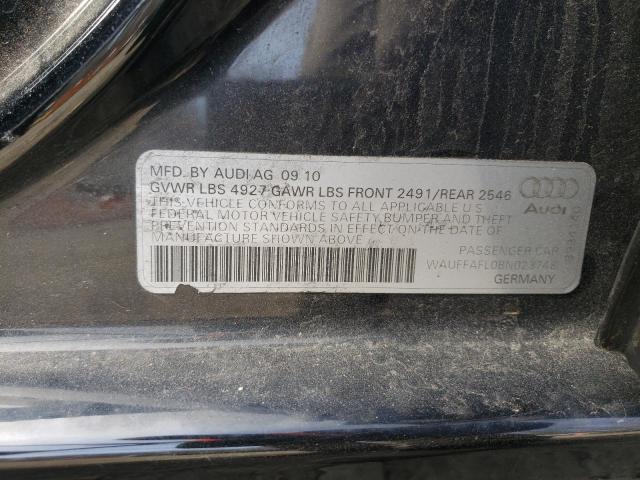 MFD. BY AUDI AG 09 10
GVWR LBS 4927 GAWR LBS FRONT 2491/REAR 2546
THIS VEHICLE CONFORMS TO ALL APPLICABLE U.S.
FEDERAL MOTOR VEHICLE SAFETY, BUMPER AND THEFT
PREVENTION STANDARDS IN EFFECT ON THE DATE OF
MANUFACTURE SHOWN ABOVE
Audi
PASSENGER CAR
WAUFFAFL0BN023748
GERMANY